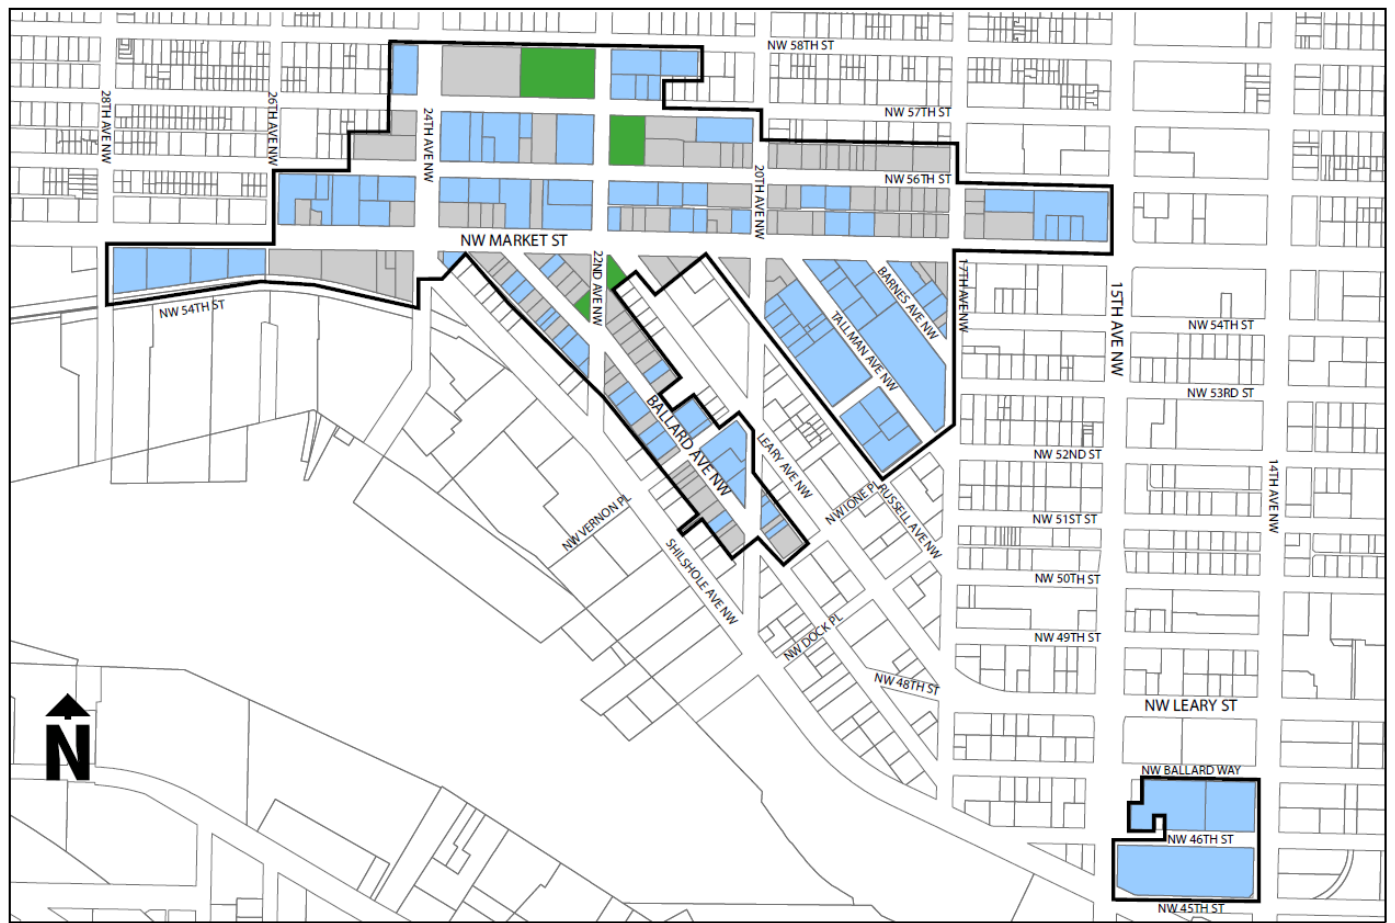 NW 58TH ST
NW 57TH ST
28TH AVE NW
26TH AVE NW
24TH AVE NW
20TH AVE NW
NW 56TH ST
NW MARKET ST
22ND AVE NW
BARNES AVE NW
17TH AVE NW
15TH AVE NW
NW 54TH ST
TALLMAN AVE NW
NW 54TH ST
NW 53RD ST
BALLARD AVE NW
LEARY AVE NW
NW 52ND ST
14TH AVE NW
NW IONE PL
RUSSELL AVE NW
NW VERNON PL
NW 51ST ST
SHILSHOLE AVE NW
NW 50TH ST
NW DOCK PL
NW 49TH ST
NW 48TH ST
NW LEARY ST
N
NW BALLARD WAY
NW 46TH ST
NW 45TH ST